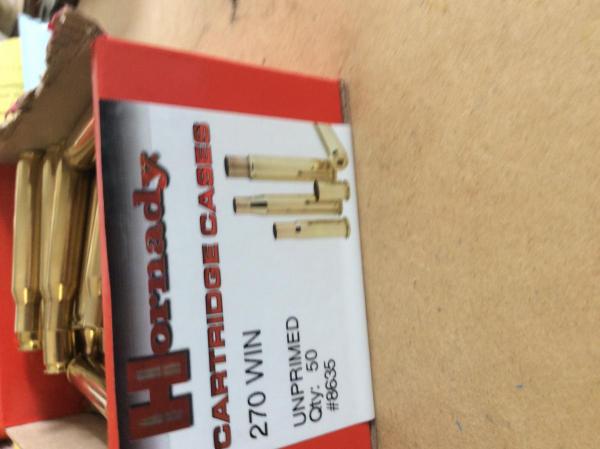 Hornady
CARTRIDGE CASES
270 WIN
UNPRIMED
Qty: 50
#8635